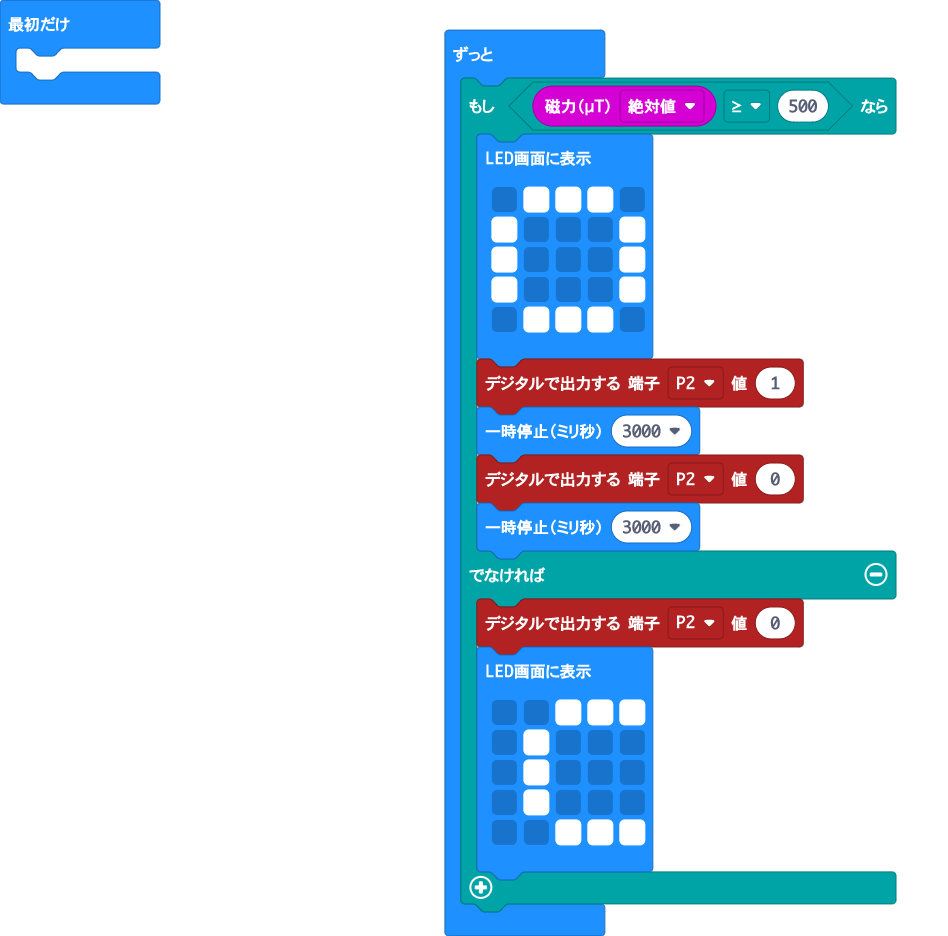 最初だけ
ずっと
もし 磁力(μT) 絶対値 ≥ 500 なら
LED画面に表示
デジタルで出力する 端子 P2 値 1
一時停止(ミリ秒) 3000
デジタルで出力する 端子 P2 値 0
一時停止(ミリ秒) 3000
でなければ
デジタルで出力する 端子 P2 値 0
LED画面に表示